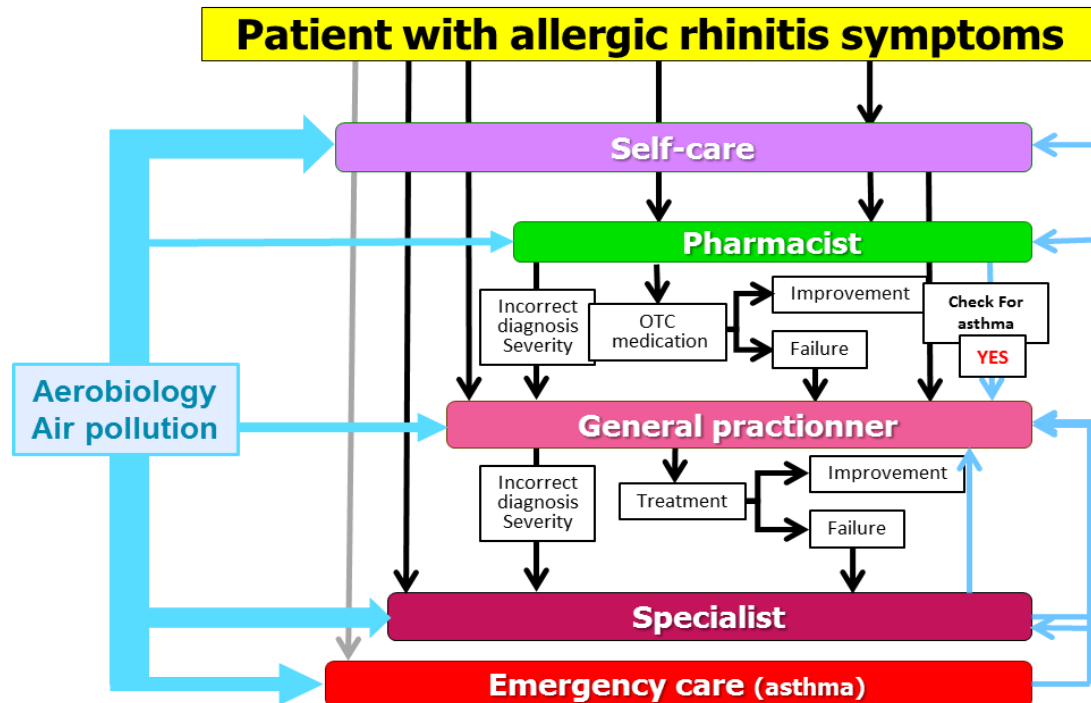 Patient with allergic rhinitis symptoms
Self-care
Pharmacist
Incorrect
diagnosis
Severity
OTC
medication
Improvement
Failure
Check For
asthma
YES
Aerobiology
Air pollution
General practionner
Incorrect
diagnosis
Severity
Treatment
Improvement
Failure
Specialist
Emergency care (asthma)